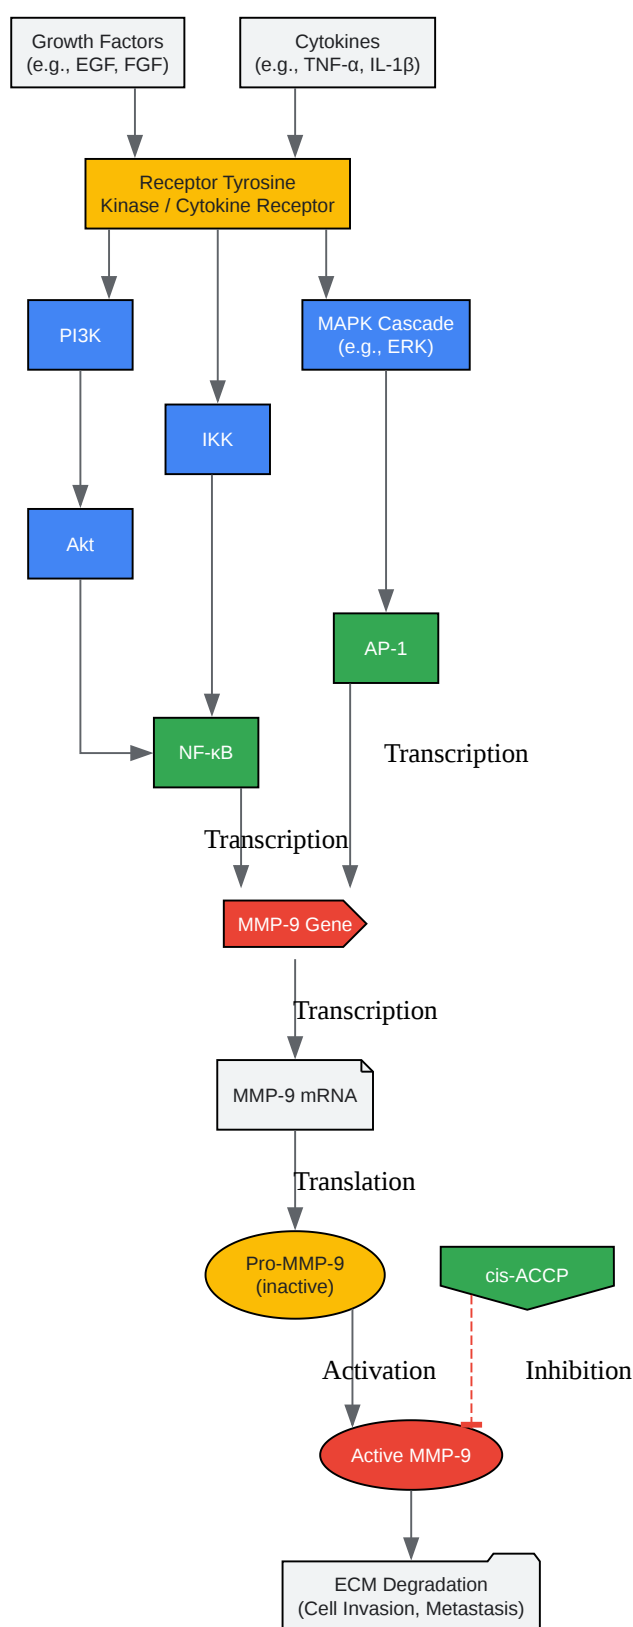 Growth Factors
(e.g., EGF, FGF)
Cytokines
(e.g., TNF-α, IL-1β)
Receptor Tyrosine
Kinase / Cytokine Receptor
PI3K
MAPK Cascade
(e.g., ERK)
IKK
Akt
AP-1
NF-κB
Transcription
Transcription
MMP-9 Gene
Transcription
MMP-9 mRNA
Translation
Pro-MMP-9
(inactive)
cis-ACCP
Activation
Inhibition
Active MMP-9
ECM Degradation
(Cell Invasion, Metastasis)